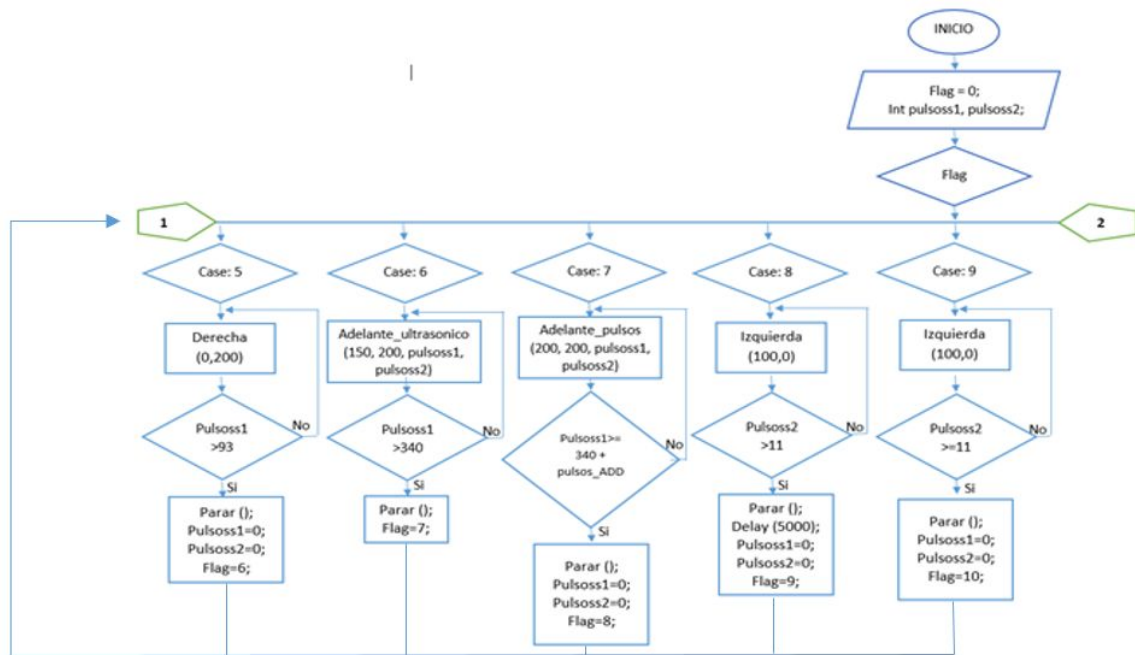 INICIO
Flag = 0;
Int pulsoss1, pulsoss2;
Flag
1
2
Case: 5
Case: 6
Case: 7
Case: 8
Case: 9
Derecha
(0,200)
Adelante_ultrasonico
(150, 200, pulsoss1,
pulsoss2)
Adelante_pulsos
(200, 200, pulsoss1,
pulsoss2)
Izquierda
(100,0)
Izquierda
(100,0)
Pulsoss1
>93
No
Pulsoss1
>340
No
Pulsoss1>=
340 +
pulsos_ADD
No
Pulsoss2
>11
No
Pulsoss2
>=11
No
Si
Parar ();
Pulsoss1=0;
Pulsoss2=0;
Flag=6;
Si
Parar ();
Flag=7;
Si
Parar ();
Pulsoss1=0;
Pulsoss2=0;
Flag=8;
Si
Parar ();
Delay (5000);
Pulsoss1=0;
Pulsoss2=0;
Flag=9;
Si
Parar ();
Pulsoss1=0;
Pulsoss2=0;
Flag=10;